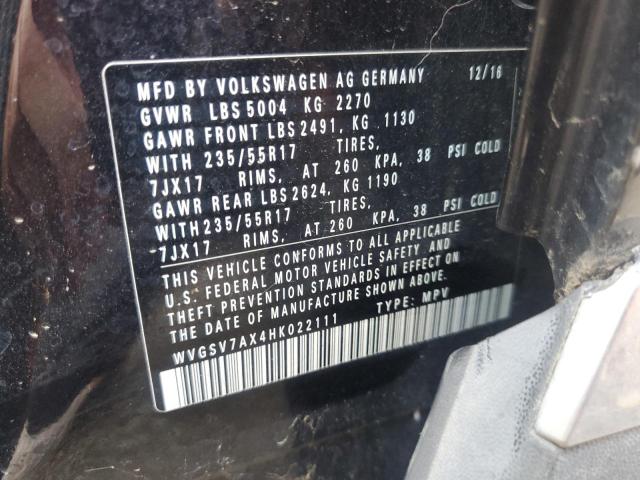 MFD BY VOLKSWAGEN AG GERMANY 12/16
GVWR LBS 5004 KG 2270
GAWR FRONT LBS 2491, KG 1130
WITH 235/55R17 TIRES,
7JX17 RIMS, AT 260 KPA, 38 PSI COLD
GAWR REAR LBS 2624, KG 1190
WITH 235/55R17 TIRES,
7JX17 RIMS, AT 260 KPA, 38 PSI COLD
THIS VEHICLE CONFORMS TO ALL APPLICABLE
U.S. FEDERAL MOTOR VEHICLE SAFETY AND
THEFT PREVENTION STANDARDS IN EFFECT ON
THE DATE OF MANUFACTURE SHOWN ABOVE.
WVGSV7AX4HK022111 TYPE: MPV